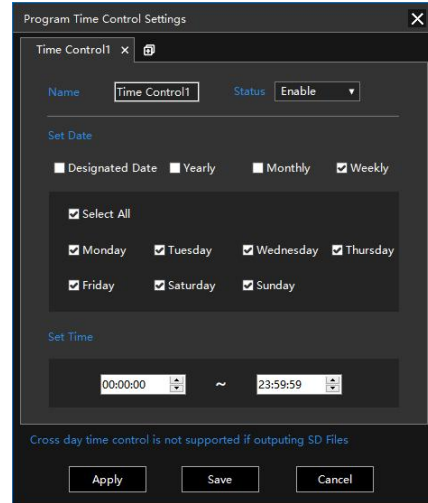 Program Time Control Settings
Time Control1
Name Time Control1 Status Enable
Set Date
Designated Date Yearly Monthly Weekly
Select All
Monday Tuesday Wednesday Thursday
Friday Saturday Sunday
Set Time
00:00:00 ~ 23:59:59
Cross day time control is not supported if outputing SD Files
Apply Save Cancel